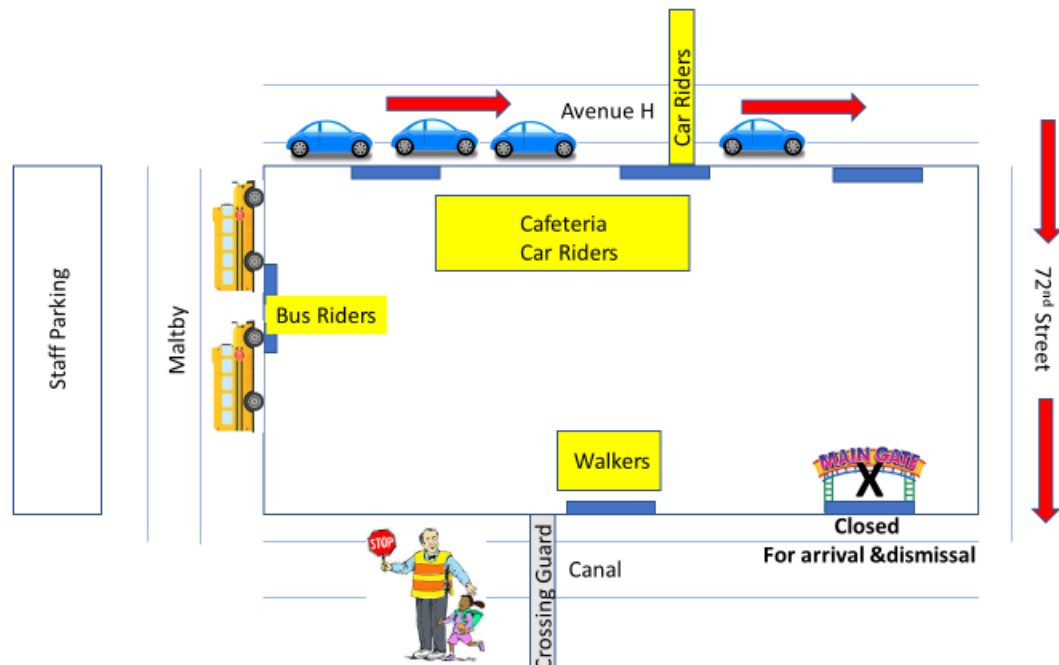 Car Riders
Avenue H
Cafeteria
Car Riders
Staff Parking
Maltby
Bus Riders
72nd Street
Walkers
MAIN GATE
X
Closed
For arrival &dismissal
STOP
Crossing Guard
Canal